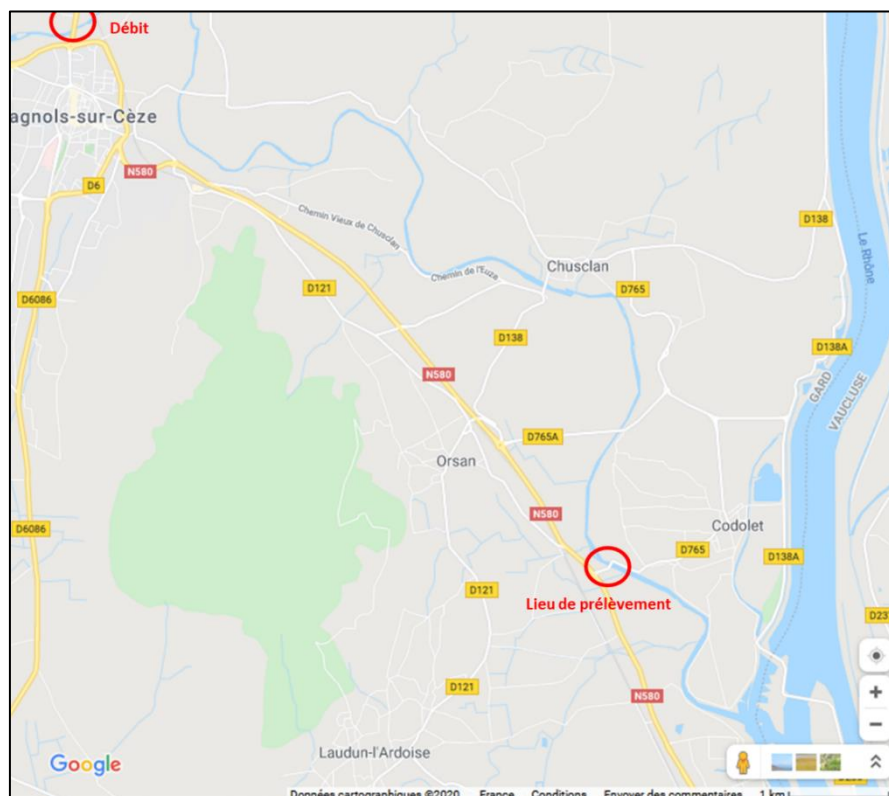 Débit
agnols-sur-Cèze
N580
D6
D138
Chemin Vieux de Chusclan
Le Rhône
Chusclan
Chemin de l'Euze
D121
D765
D6086
D138
D138A
N580
GARD
VAUCLUSE
D765A
Orsan
N580
Codolet
D6086
D765
D138A
D121
Lieu de prélèvement
D237
D121
N580
Laudun-l'Ardoise
Google
Données cartographiques ©2020 France Conditions Envoyer des commentaires 1 km